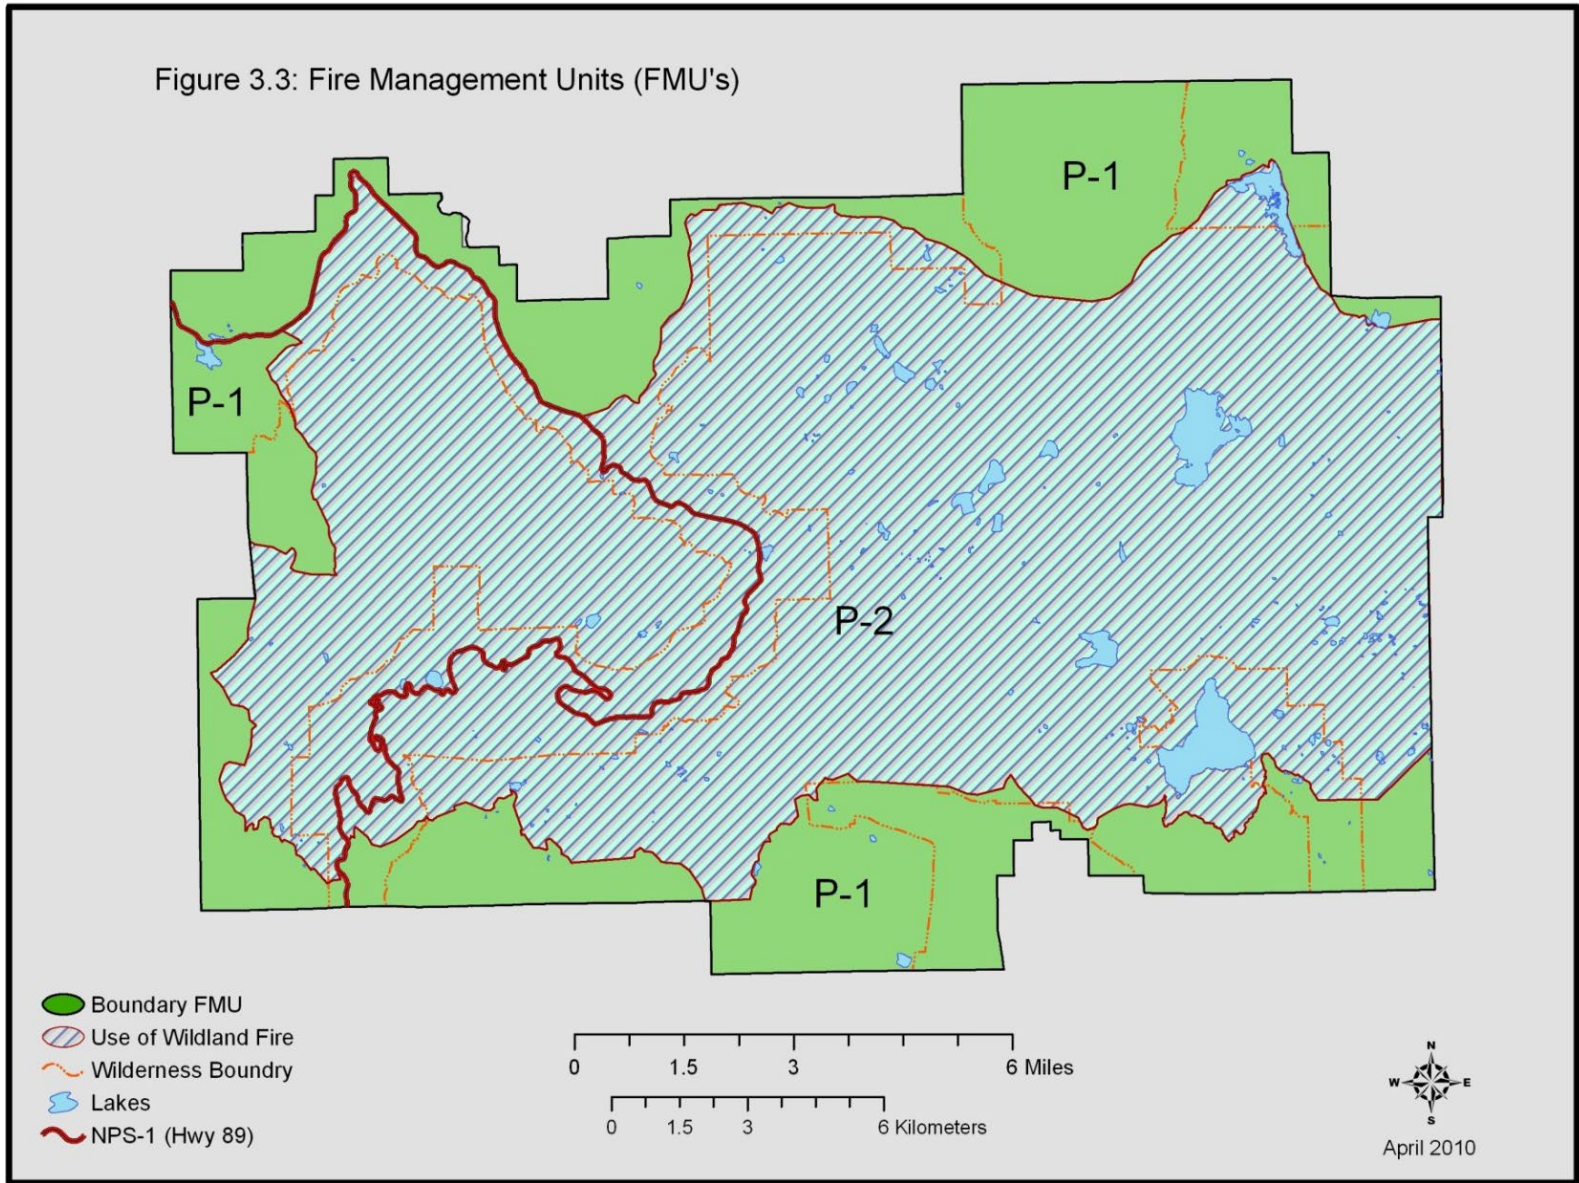 Figure 3.3: Fire Management Units (FMU's)
P-1
P-1
P-2
P-1
Boundary FMU
Use of Wildland Fire
Wilderness Boundry
Lakes
NPS-1 (Hwy 89)
0 1.5 3 6 Miles
0 1.5 3 6 Kilometers
N
W E
S
April 2010